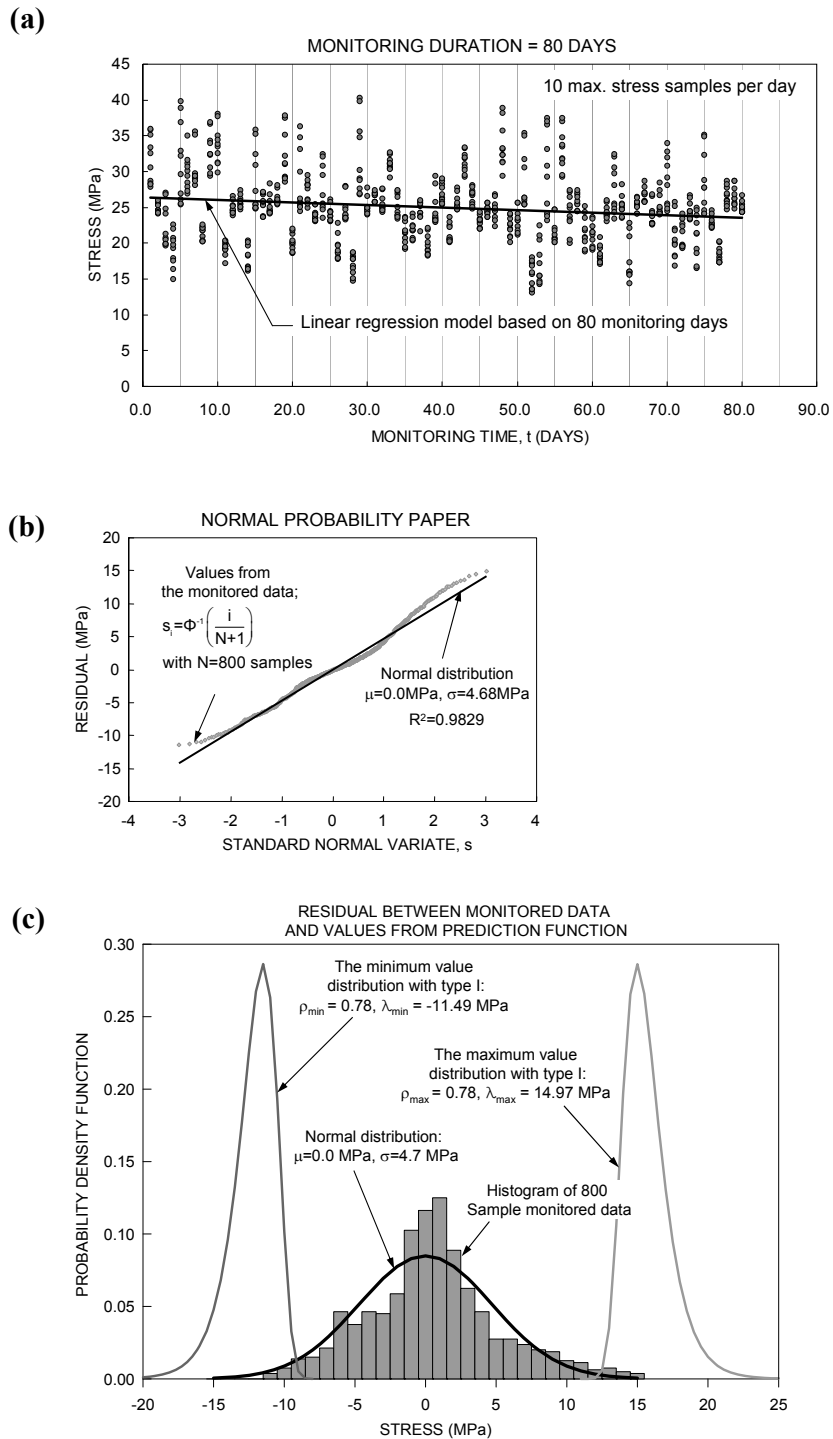 (a)
MONITORING DURATION = 80 DAYS
10 max. stress samples per day
45
40
35
30
25
20
15
10
5
0
STRESS (MPa)
Linear regression model based on 80 monitoring days
0.0 10.0 20.0 30.0 40.0 50.0 60.0 70.0 80.0 90.0
MONITORING TIME, t (DAYS)
(b)
NORMAL PROBABILITY PAPER
20
15
10
5
0
-5
-10
-15
-20
RESIDUAL (MPa)
Values from
the monitored data;
s_i=Φ⁻¹(i/(N+1))
with N=800 samples
Normal distribution
μ=0.0MPa, σ=4.68MPa
R²=0.9829
-4 -3 -2 -1 0 1 2 3 4
STANDARD NORMAL VARIATE, s
(c)
RESIDUAL BETWEEN MONITORED DATA
AND VALUES FROM PREDICTION FUNCTION
0.30
0.25
0.20
0.15
0.10
0.05
0.00
PROBABILITY DENSITY FUNCTION
The minimum value
distribution with type I:
ρmin = 0.78, λmin = -11.49 MPa
The maximum value
distribution with type I:
ρmax = 0.78, λmax = 14.97 MPa
Normal distribution:
μ=0.0 MPa, σ=4.7 MPa
Histogram of 800
Sample monitored data
-20 -15 -10 -5 0 5 10 15 20 25
STRESS (MPa)